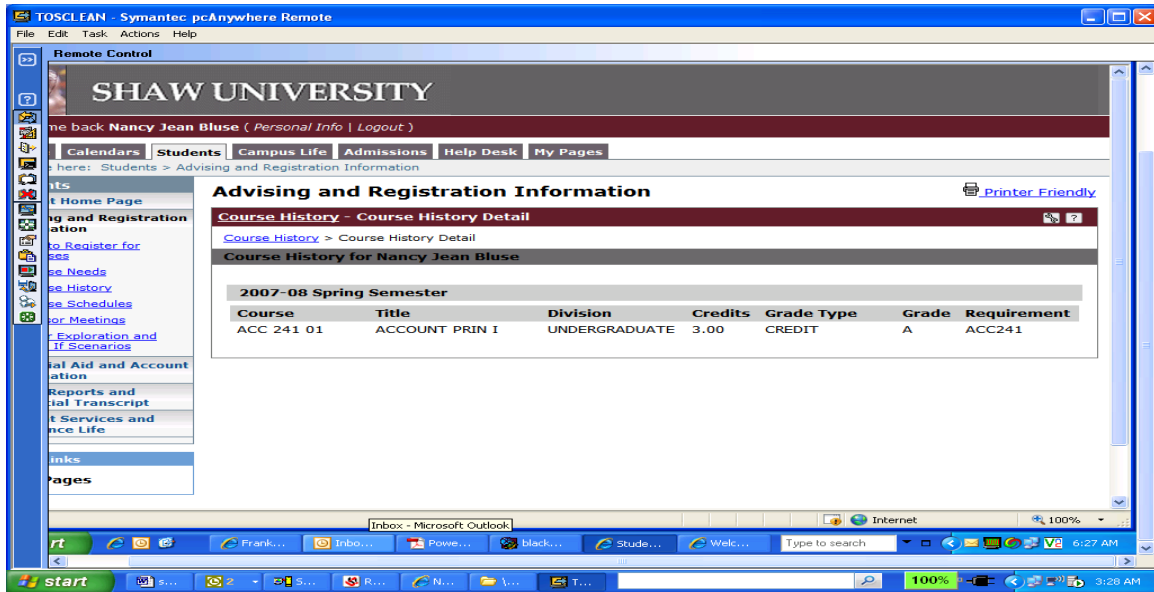 TOSCLEAN - Symantec pcAnywhere Remote
File Edit Task Actions Help
Remote Control
SHAW UNIVERSITY
me back Nancy Jean Bluse ( Personal Info | Logout )
Calendars Students Campus Life Admissions Help Desk My Pages
here: Students > Advising and Registration Information
nts
t Home Page
ng and Registration
ation
to Register for
ses
se Needs
se History
se Schedules
sor Meetings
r Exploration and
If Scenarios
ial Aid and Account
ation
Reports and
cial Transcript
t Services and
nce Life
inks
Pages
Advising and Registration Information
Printer Friendly
Course History - Course History Detail
Course History > Course History Detail
Course History for Nancy Jean Bluse
2007-08 Spring Semester
Course Title Division Credits Grade Type Grade Requirement
ACC 241 01 ACCOUNT PRIN I UNDERGRADUATE 3.00 CREDIT A ACC241
Internet 100%
Inbox - Microsoft Outlook
rt Frank... Inbo... Powe... black... Stude... Welc... Type to search V2 6:27 AM
start s... 2 S... R... N... \... T... 100% 3:28 AM